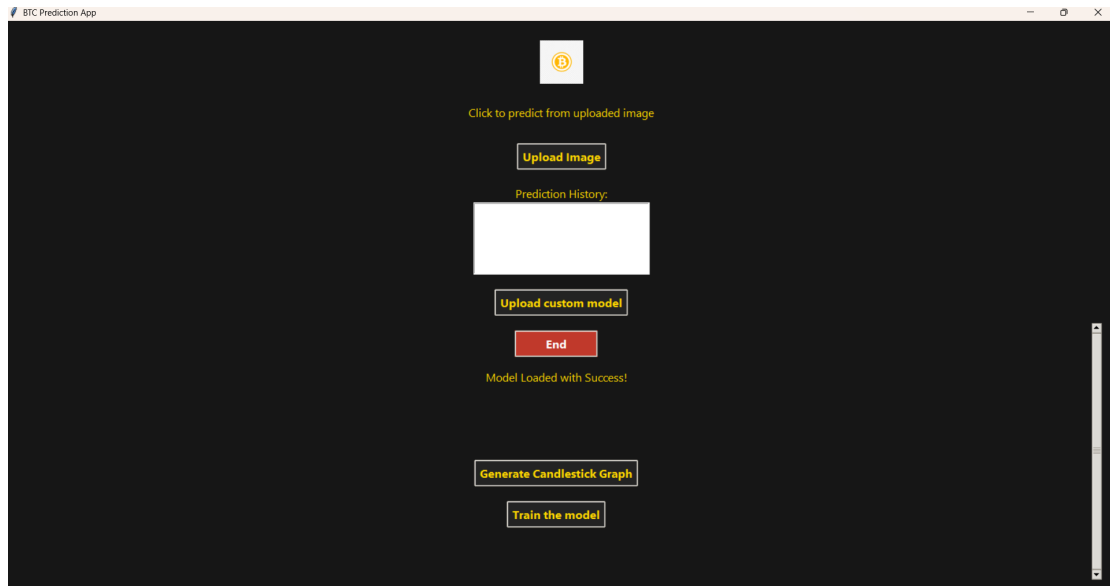 BTC Prediction App
Click to predict from uploaded image
Upload Image
Prediction History:
Upload custom model
End
Model Loaded with Success!
Generate Candlestick Graph
Train the model